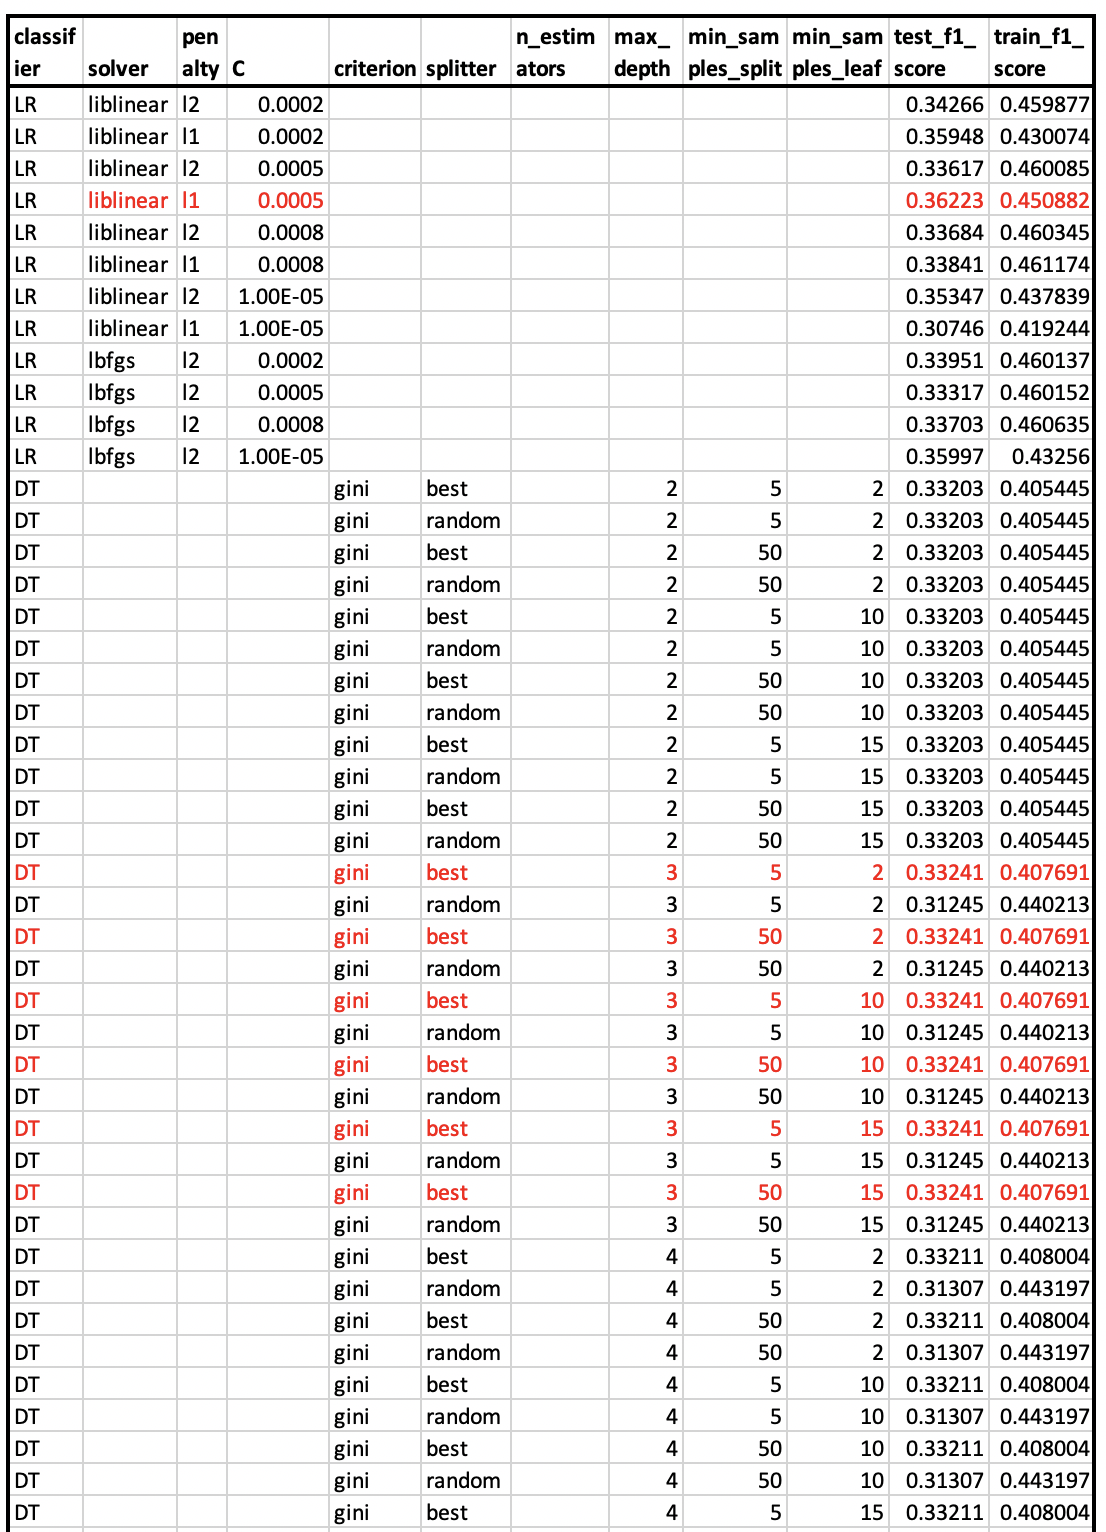 classif pen n_estim max_ min_sam min_sam test_f1_ train_f1_
ier solver alty C criterion splitter ators depth ples_split ples_leaf score score
LR liblinear l2 0.0002 0.34266 0.459877
LR liblinear l1 0.0002 0.35948 0.430074
LR liblinear l2 0.0005 0.33617 0.460085
LR liblinear l1 0.0005 0.36223 0.450882
LR liblinear l2 0.0008 0.33684 0.460345
LR liblinear l1 0.0008 0.33841 0.461174
LR liblinear l2 1.00E-05 0.35347 0.437839
LR liblinear l1 1.00E-05 0.30746 0.419244
LR lbfgs l2 0.0002 0.33951 0.460137
LR lbfgs l2 0.0005 0.33317 0.460152
LR lbfgs l2 0.0008 0.33703 0.460635
LR lbfgs l2 1.00E-05 0.35997 0.43256
DT gini best 2 5 2 0.33203 0.405445
DT gini random 2 5 2 0.33203 0.405445
DT gini best 2 50 2 0.33203 0.405445
DT gini random 2 50 2 0.33203 0.405445
DT gini best 2 5 10 0.33203 0.405445
DT gini random 2 5 10 0.33203 0.405445
DT gini best 2 50 10 0.33203 0.405445
DT gini random 2 50 10 0.33203 0.405445
DT gini best 2 5 15 0.33203 0.405445
DT gini random 2 5 15 0.33203 0.405445
DT gini best 2 50 15 0.33203 0.405445
DT gini random 2 50 15 0.33203 0.405445
DT gini best 3 5 2 0.33241 0.407691
DT gini random 3 5 2 0.31245 0.440213
DT gini best 3 50 2 0.33241 0.407691
DT gini random 3 50 2 0.31245 0.440213
DT gini best 3 5 10 0.33241 0.407691
DT gini random 3 5 10 0.31245 0.440213
DT gini best 3 50 10 0.33241 0.407691
DT gini random 3 50 10 0.31245 0.440213
DT gini best 3 5 15 0.33241 0.407691
DT gini random 3 5 15 0.31245 0.440213
DT gini best 3 50 15 0.33241 0.407691
DT gini random 3 50 15 0.31245 0.440213
DT gini best 4 5 2 0.33211 0.408004
DT gini random 4 5 2 0.31307 0.443197
DT gini best 4 50 2 0.33211 0.408004
DT gini random 4 50 2 0.31307 0.443197
DT gini best 4 5 10 0.33211 0.408004
DT gini random 4 5 10 0.31307 0.443197
DT gini best 4 50 10 0.33211 0.408004
DT gini random 4 50 10 0.31307 0.443197
DT gini best 4 5 15 0.33211 0.408004